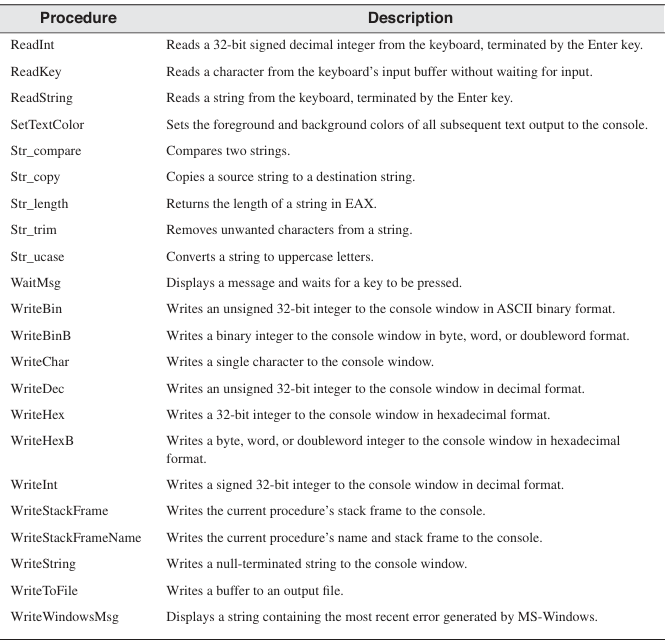 Procedure Description
ReadInt Reads a 32-bit signed decimal integer from the keyboard, terminated by the Enter key.
ReadKey Reads a character from the keyboard’s input buffer without waiting for input.
ReadString Reads a string from the keyboard, terminated by the Enter key.
SetTextColor Sets the foreground and background colors of all subsequent text output to the console.
Str_compare Compares two strings.
Str_copy Copies a source string to a destination string.
Str_length Returns the length of a string in EAX.
Str_trim Removes unwanted characters from a string.
Str_ucase Converts a string to uppercase letters.
WaitMsg Displays a message and waits for a key to be pressed.
WriteBin Writes an unsigned 32-bit integer to the console window in ASCII binary format.
WriteBinB Writes a binary integer to the console window in byte, word, or doubleword format.
WriteChar Writes a single character to the console window.
WriteDec Writes an unsigned 32-bit integer to the console window in decimal format.
WriteHex Writes a 32-bit integer to the console window in hexadecimal format.
WriteHexB Writes a byte, word, or doubleword integer to the console window in hexadecimal
format.
WriteInt Writes a signed 32-bit integer to the console window in decimal format.
WriteStackFrame Writes the current procedure’s stack frame to the console.
WriteStackFrameName Writes the current procedure’s name and stack frame to the console.
WriteString Writes a null-terminated string to the console window.
WriteToFile Writes a buffer to an output file.
WriteWindowsMsg Displays a string containing the most recent error generated by MS-Windows.